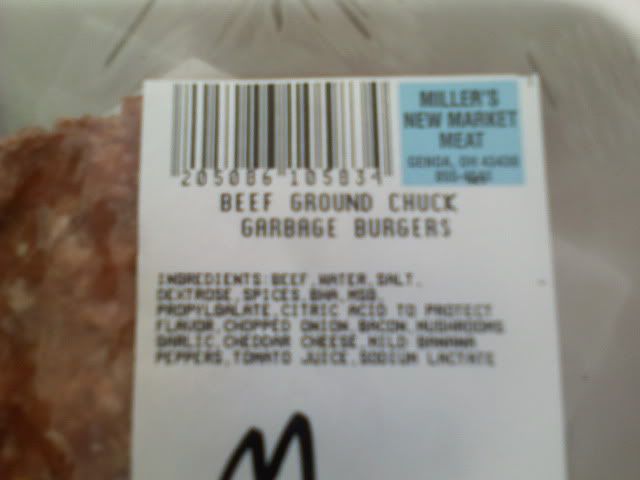 MILLER'S
NEW MARKET
MEAT
GENOA, OH 43430
205086 105834
BEEF GROUND CHUCK
GARBAGE BURGERS
INGREDIENTS: BEEF, WATER, SALT,
DEXTROSE, SPICES, BHA, MSG,
PROPYLGALATE, CITRIC ACID TO PROTECT
FLAVOR, CHOPPED ONION, BACON, MUSHROOMS
GARLIC, CHEDDAR CHEESE, MILD BANANA
PEPPERS, TOMATO JUICE, SODIUM LACTATE